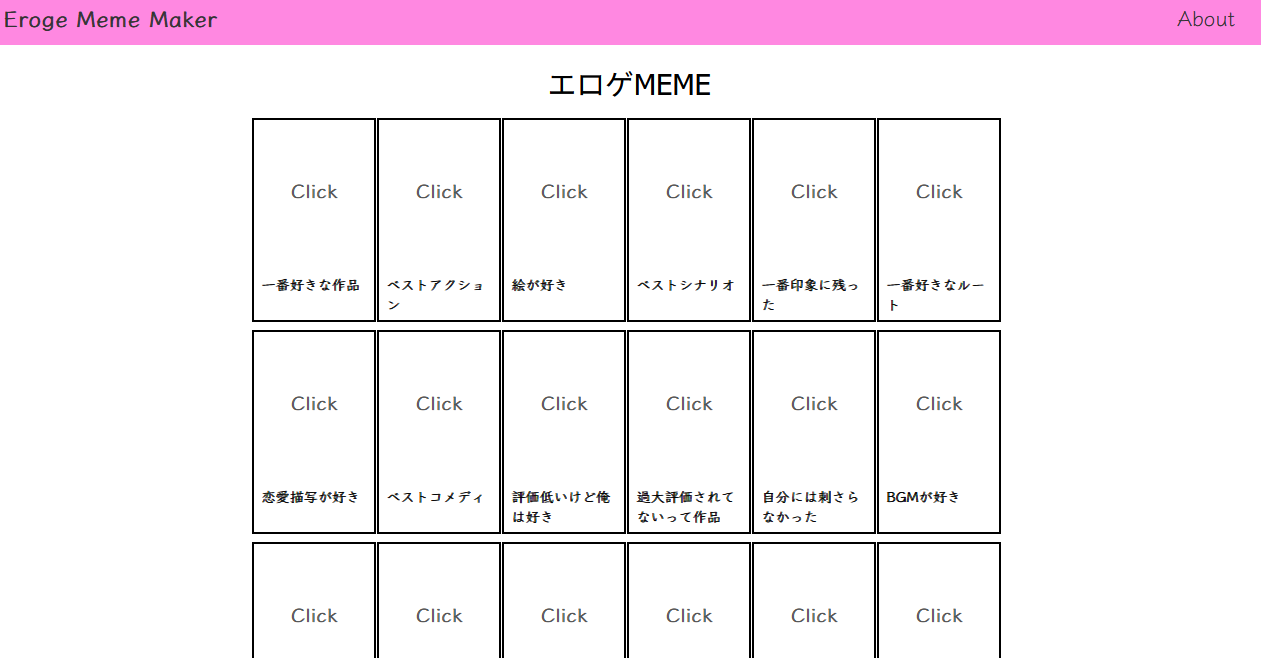 Eroge Meme Maker
About
エロゲMEME
Click
Click
Click
Click
Click
Click
一番好きな作品
ベストアクショ
ン
絵が好き
ベストシナリオ
一番印象に残っ
た
一番好きなルー
ト
Click
Click
Click
Click
Click
Click
恋愛描写が好き
ベストコメディ
評価低いけど俺
は好き
過大評価されて
ないって作品
自分には刺さら
なかった
BGMが好き
Click
Click
Click
Click
Click
Click